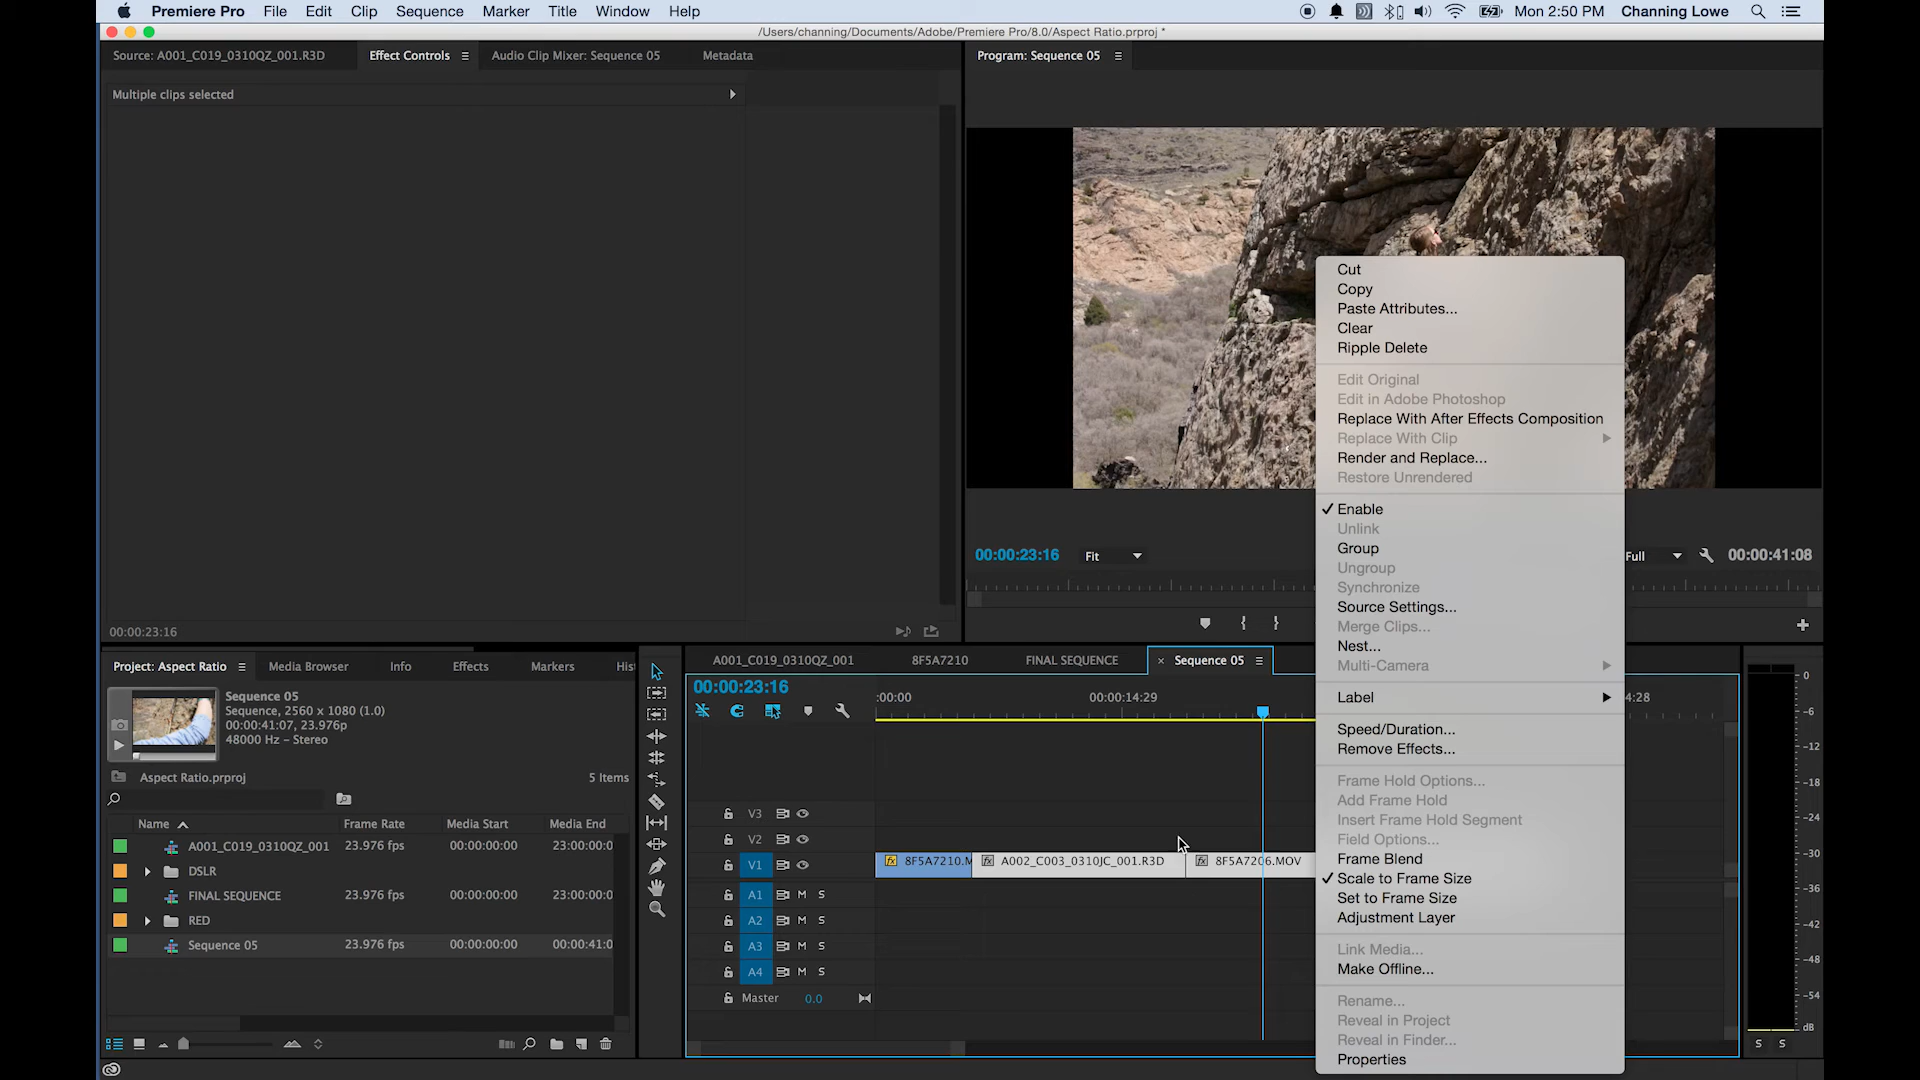 Premiere Pro File Edit Clip Sequence Marker Title Window Help
Mon 2:50 PM Channing Lowe
/Users/channing/Documents/Adobe/Premiere Pro/8.0/Aspect Ratio.prproj *
Source: A001_C019_0310QZ_001.R3D Effect Controls Audio Clip Mixer: Sequence 05 Metadata
Program: Sequence 05
Multiple clips selected
00:00:23:16
00:00:23:16 Fit Full 00:00:41:08
Cut
Copy
Paste Attributes...
Clear
Ripple Delete
Edit Original
Edit in Adobe Photoshop
Replace With After Effects Composition
Replace With Clip
Render and Replace...
Restore Unrendered
Enable
Unlink
Group
Ungroup
Synchronize
Source Settings...
Merge Clips...
Nest...
Multi-Camera
Label
Speed/Duration...
Remove Effects...
Frame Hold Options...
Add Frame Hold
Insert Frame Hold Segment
Field Options...
Frame Blend
Scale to Frame Size
Set to Frame Size
Adjustment Layer
Link Media...
Make Offline...
Rename...
Reveal in Project
Reveal in Finder...
Properties
Project: Aspect Ratio Media Browser Info Effects Markers His
Sequence 05
Sequence, 2560 x 1080 (1.0)
00:00:41:07, 23.976p
48000 Hz - Stereo
Aspect Ratio.prproj 5 Items
Name Frame Rate Media Start Media End
A001_C019_0310QZ_001 23.976 fps 00:00:00:00 23:00:00:0
DSLR
FINAL SEQUENCE 23.976 fps 00:00:00:00 23:00:00:0
RED
Sequence 05 23.976 fps 00:00:00:00 00:00:41:0
A001_C019_0310QZ_001 8F5A7210 FINAL SEQUENCE × Sequence 05
00:00:23:16
:00:00 00:00:14:29 :14:28
V3
V2
V1 fx 8F5A7210.M fx A002_C003_0310JC_001.R3D fx 8F5A7206.MOV
A1 M S
A2 M S
A3 M S
A4 M S
Master 0.0
0
-6
-12
-18
-24
-30
-36
-42
-48
-54
dB
S S